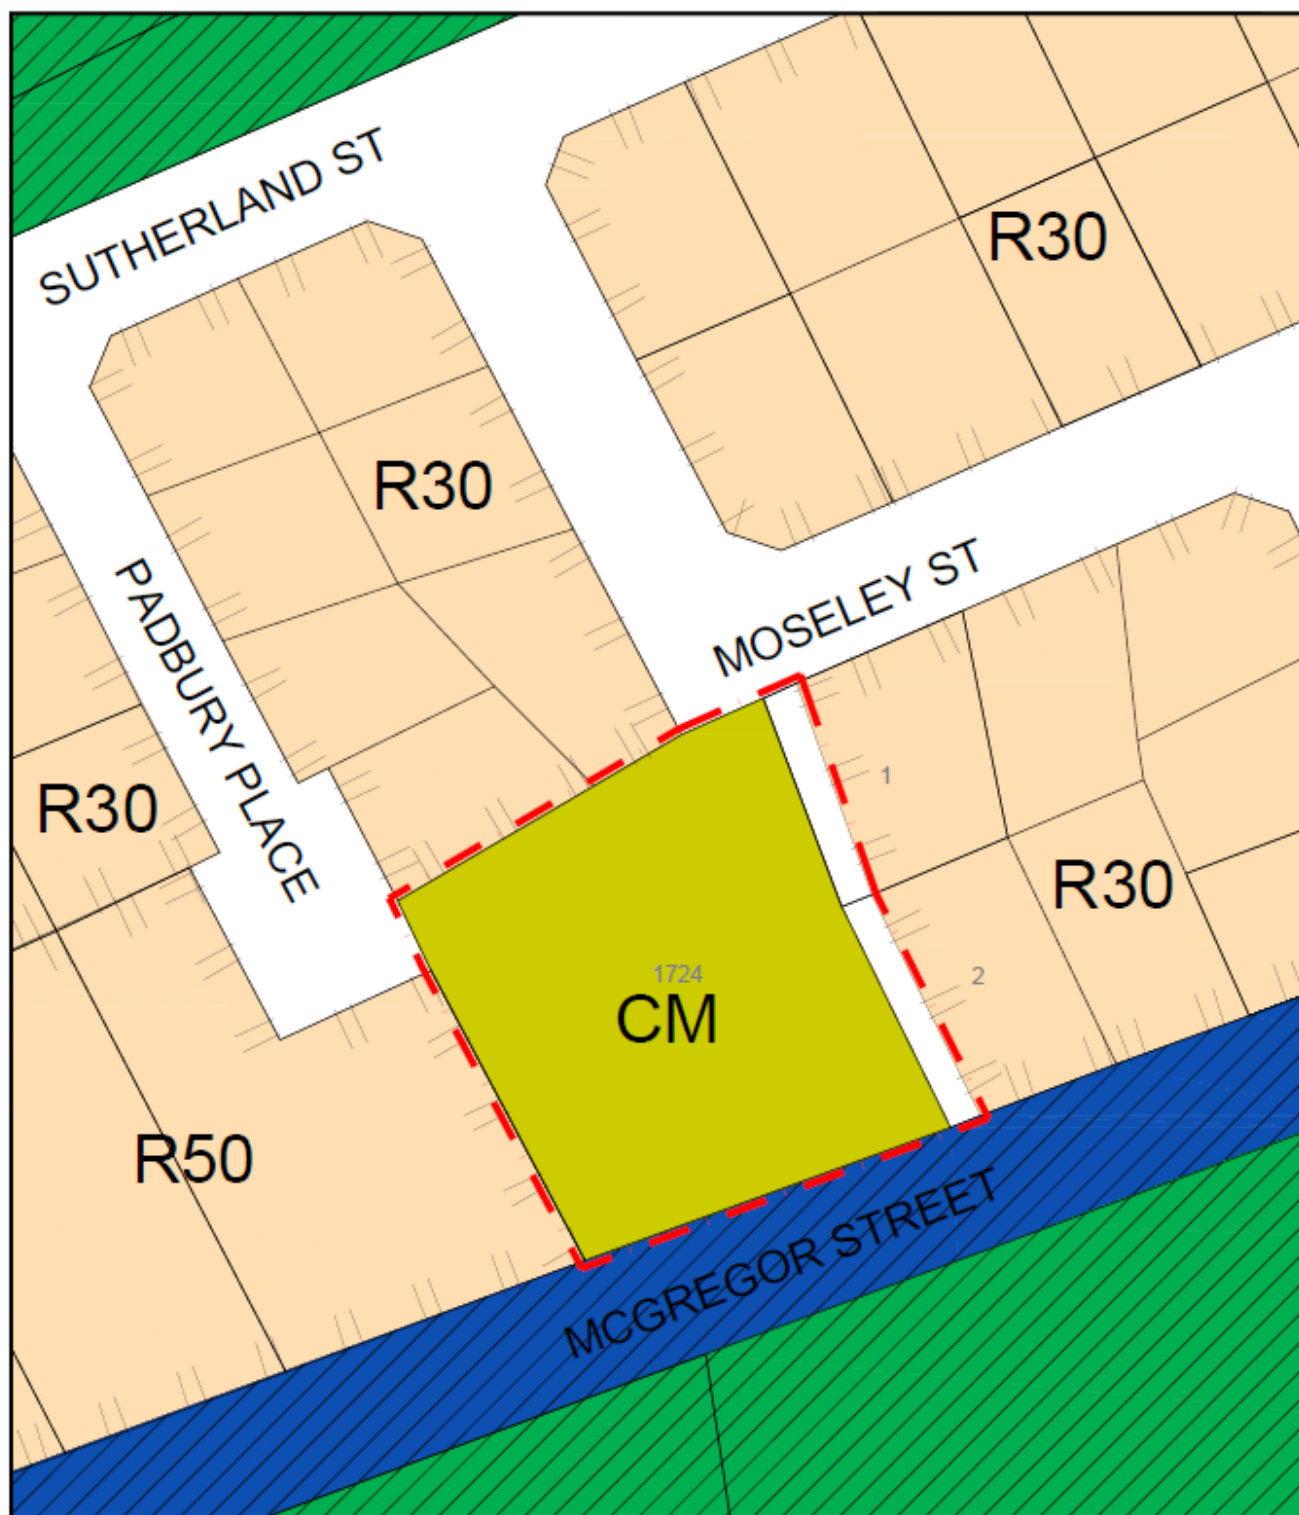 SUTHERLAND ST
R30
R30
PADBURY PLACE
MOSELEY ST
R30
1
R30
1724
CM
2
R50
MCGREGOR STREET